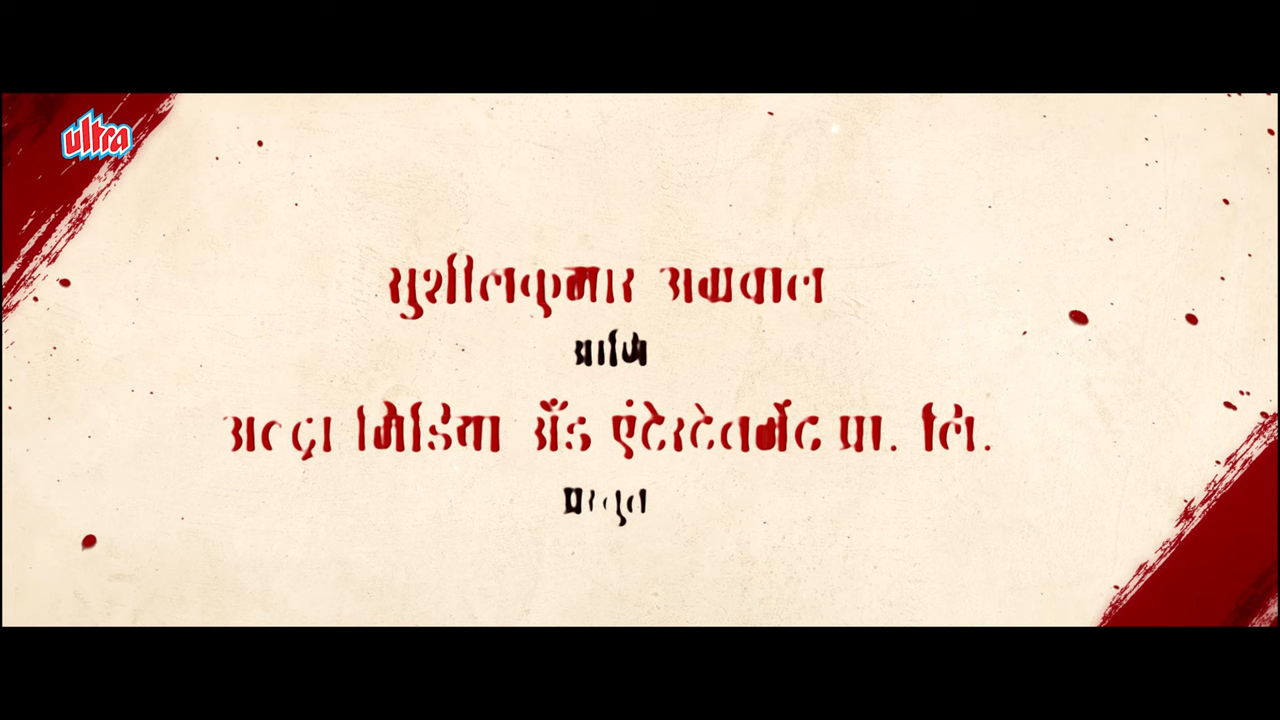 ultra
सुशीलकुमार अग्रवाल
आणि
अल्ट्रा मिडिया अँड एंटरटेनमेंट प्रा. लि.
प्रस्तुत